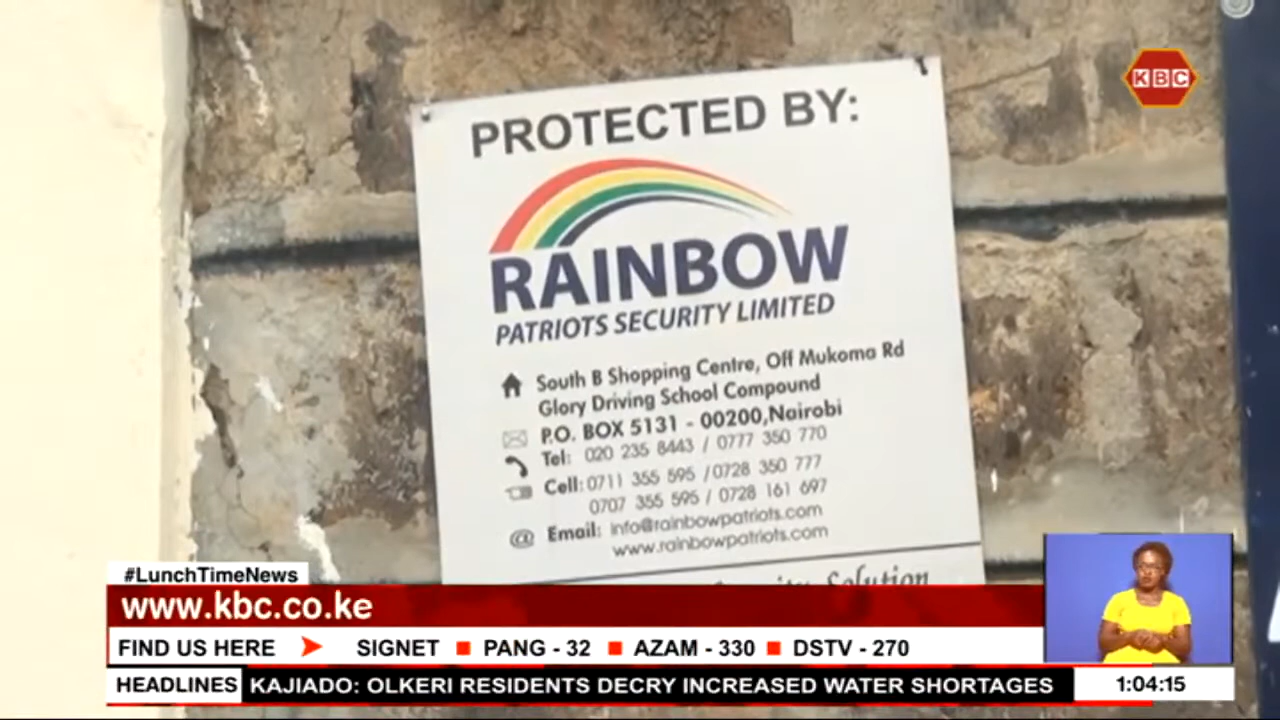 KBC
PROTECTED BY:
RAINBOW
PATRIOTS SECURITY LIMITED
South B Shopping Centre, Off Mukoma Rd
Glory Driving School Compound
P.O. BOX 5131 - 00200,Nairobi
Tel: 020 235 8443 / 0777 350 770
Cell: 0711 355 595 /0728 350 777
0707 355 595 / 0728 161 697
@ Email: info@rainbowpatriots.com
www.rainbowpatriots.com
Solution
#LunchTimeNews
www.kbc.co.ke
FIND US HERE SIGNET PANG - 32 AZAM - 330 DSTV - 270
HEADLINES KAJIADO: OLKERI RESIDENTS DECRY INCREASED WATER SHORTAGES 1:04:15